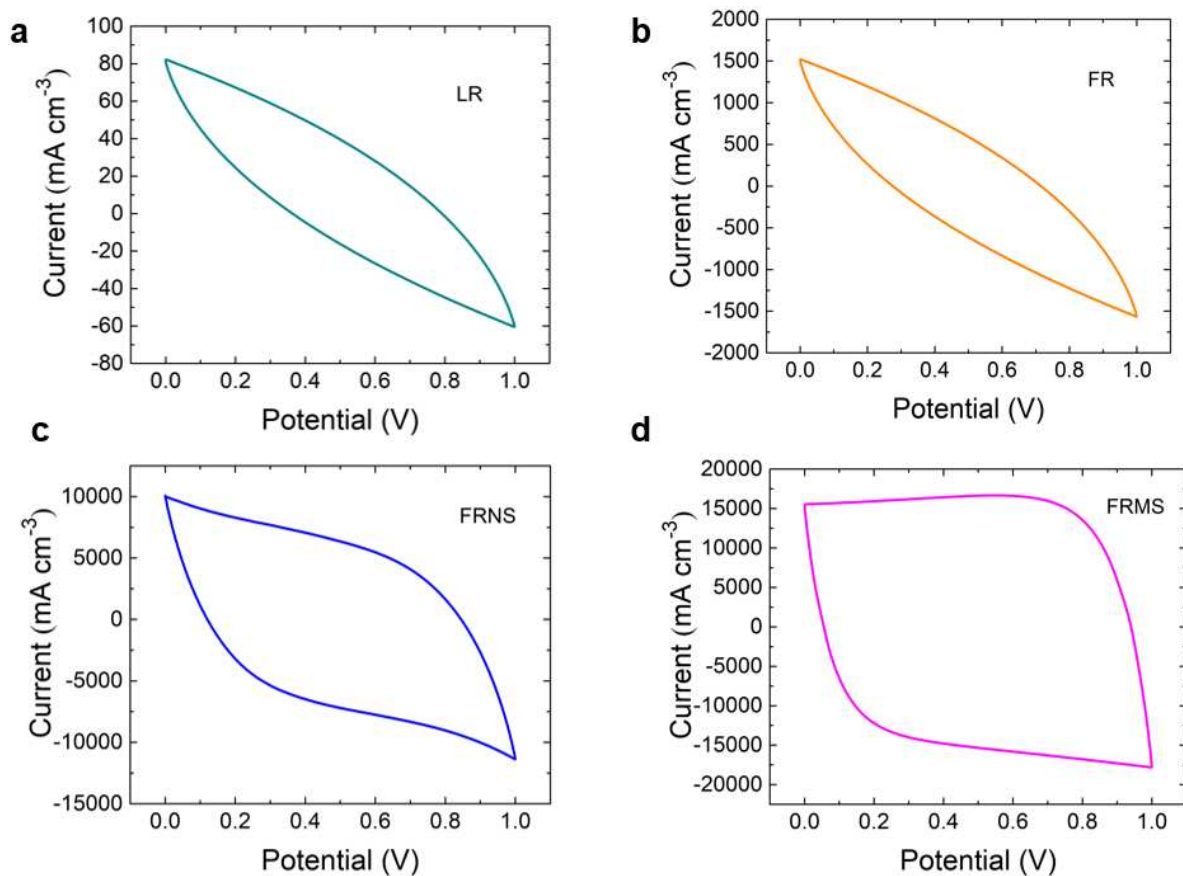 a
LR
100
80
60
40
20
0
-20
-40
-60
-80
Current (mA cm⁻³)
0.0 0.2 0.4 0.6 0.8 1.0
Potential (V)
b
FR
2000
1500
1000
500
0
-500
-1000
-1500
-2000
Current (mA cm⁻³)
0.0 0.2 0.4 0.6 0.8 1.0
Potential (V)
c
FRNS
10000
5000
0
-5000
-10000
-15000
Current (mA cm⁻³)
0.0 0.2 0.4 0.6 0.8 1.0
Potential (V)
d
FRMS
20000
15000
10000
5000
0
-5000
-10000
-15000
-20000
Current (mA cm⁻³)
0.0 0.2 0.4 0.6 0.8 1.0
Potential (V)